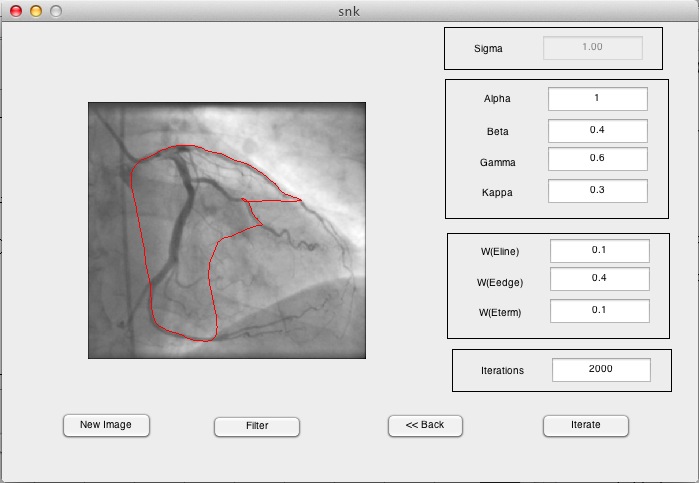 snk
Sigma 1.00
Alpha 1
Beta 0.4
Gamma 0.6
Kappa 0.3
W(Eline) 0.1
W(Eedge) 0.4
W(Eterm) 0.1
Iterations 2000
New Image Filter << Back Iterate